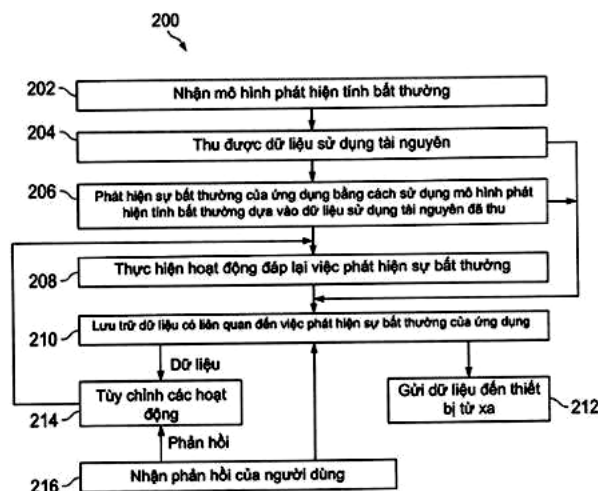 200
202
Nhận mô hình phát hiện tính bất thường
204
Thu được dữ liệu sử dụng tài nguyên
206
Phát hiện sự bất thường của ứng dụng bằng cách sử dụng mô hình phát
hiện tính bất thường dựa vào dữ liệu sử dụng tài nguyên đã thu
208
Thực hiện hoạt động đáp lại việc phát hiện sự bất thường
210
Lưu trữ dữ liệu có liên quan đến việc phát hiện sự bất thường của ứng dụng
Dữ liệu
214
Tùy chỉnh các hoạt
động
Gửi dữ liệu đến thiết
bị từ xa
212
Phản hồi
216
Nhận phản hồi của người dùng